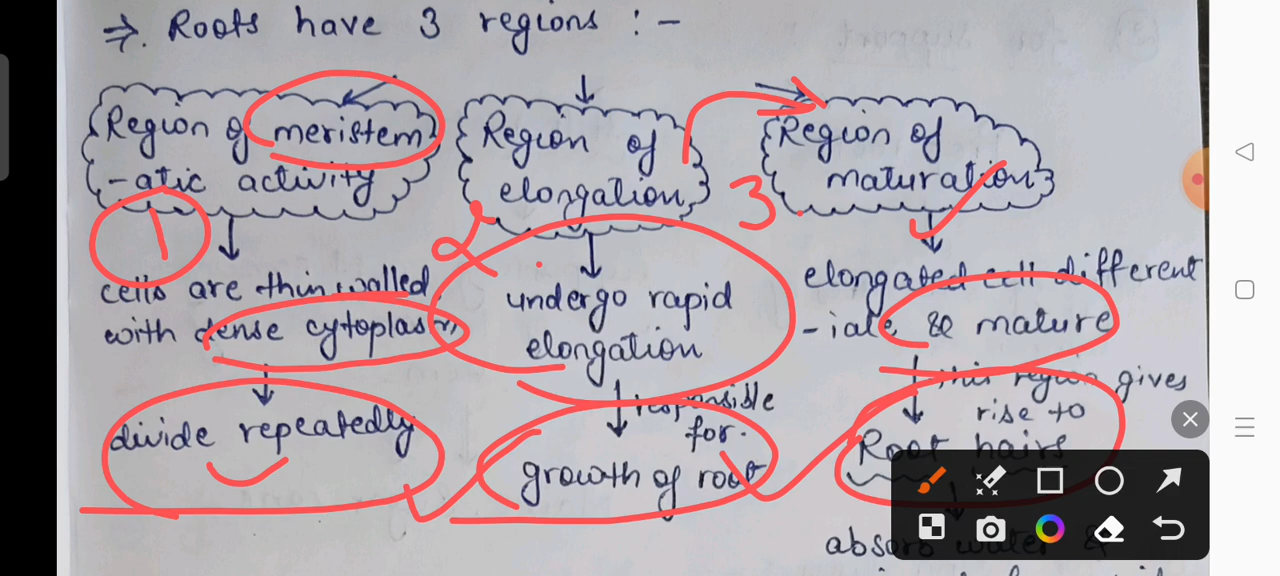 ⇒. Roots have 3 regions :-
Region of meristem
-atic activity
1
cells are thin walled
with dense cytoplasm
divide repeatedly
Region of
elongation
2
undergo rapid
elongation
responsible
for
growth of root
Region of
maturation
3
elongated cell different
-iate & mature
this region gives
rise to
Root hairs
absorb water &